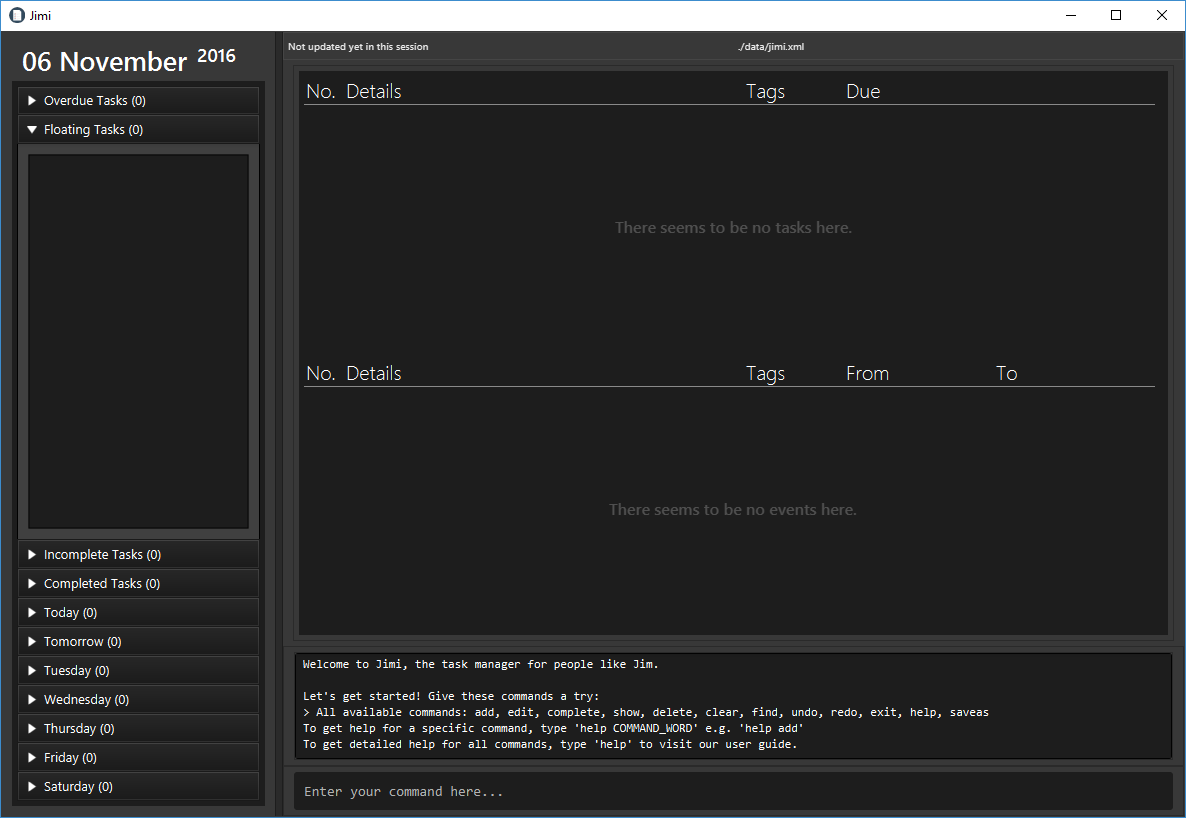 Jimi
06 November 2016
Overdue Tasks (0)
Floating Tasks (0)
Incomplete Tasks (0)
Completed Tasks (0)
Today (0)
Tomorrow (0)
Tuesday (0)
Wednesday (0)
Thursday (0)
Friday (0)
Saturday (0)
Not updated yet in this session ./data/jimi.xml
No. Details Tags Due
There seems to be no tasks here.
No. Details Tags From To
There seems to be no events here.
Welcome to Jimi, the task manager for people like Jim.
Let's get started! Give these commands a try:
> All available commands: add, edit, complete, show, delete, clear, find, undo, redo, exit, help, saveas
To get help for a specific command, type 'help COMMAND_WORD' e.g. 'help add'
To get detailed help for all commands, type 'help' to visit our user guide.
Enter your command here...